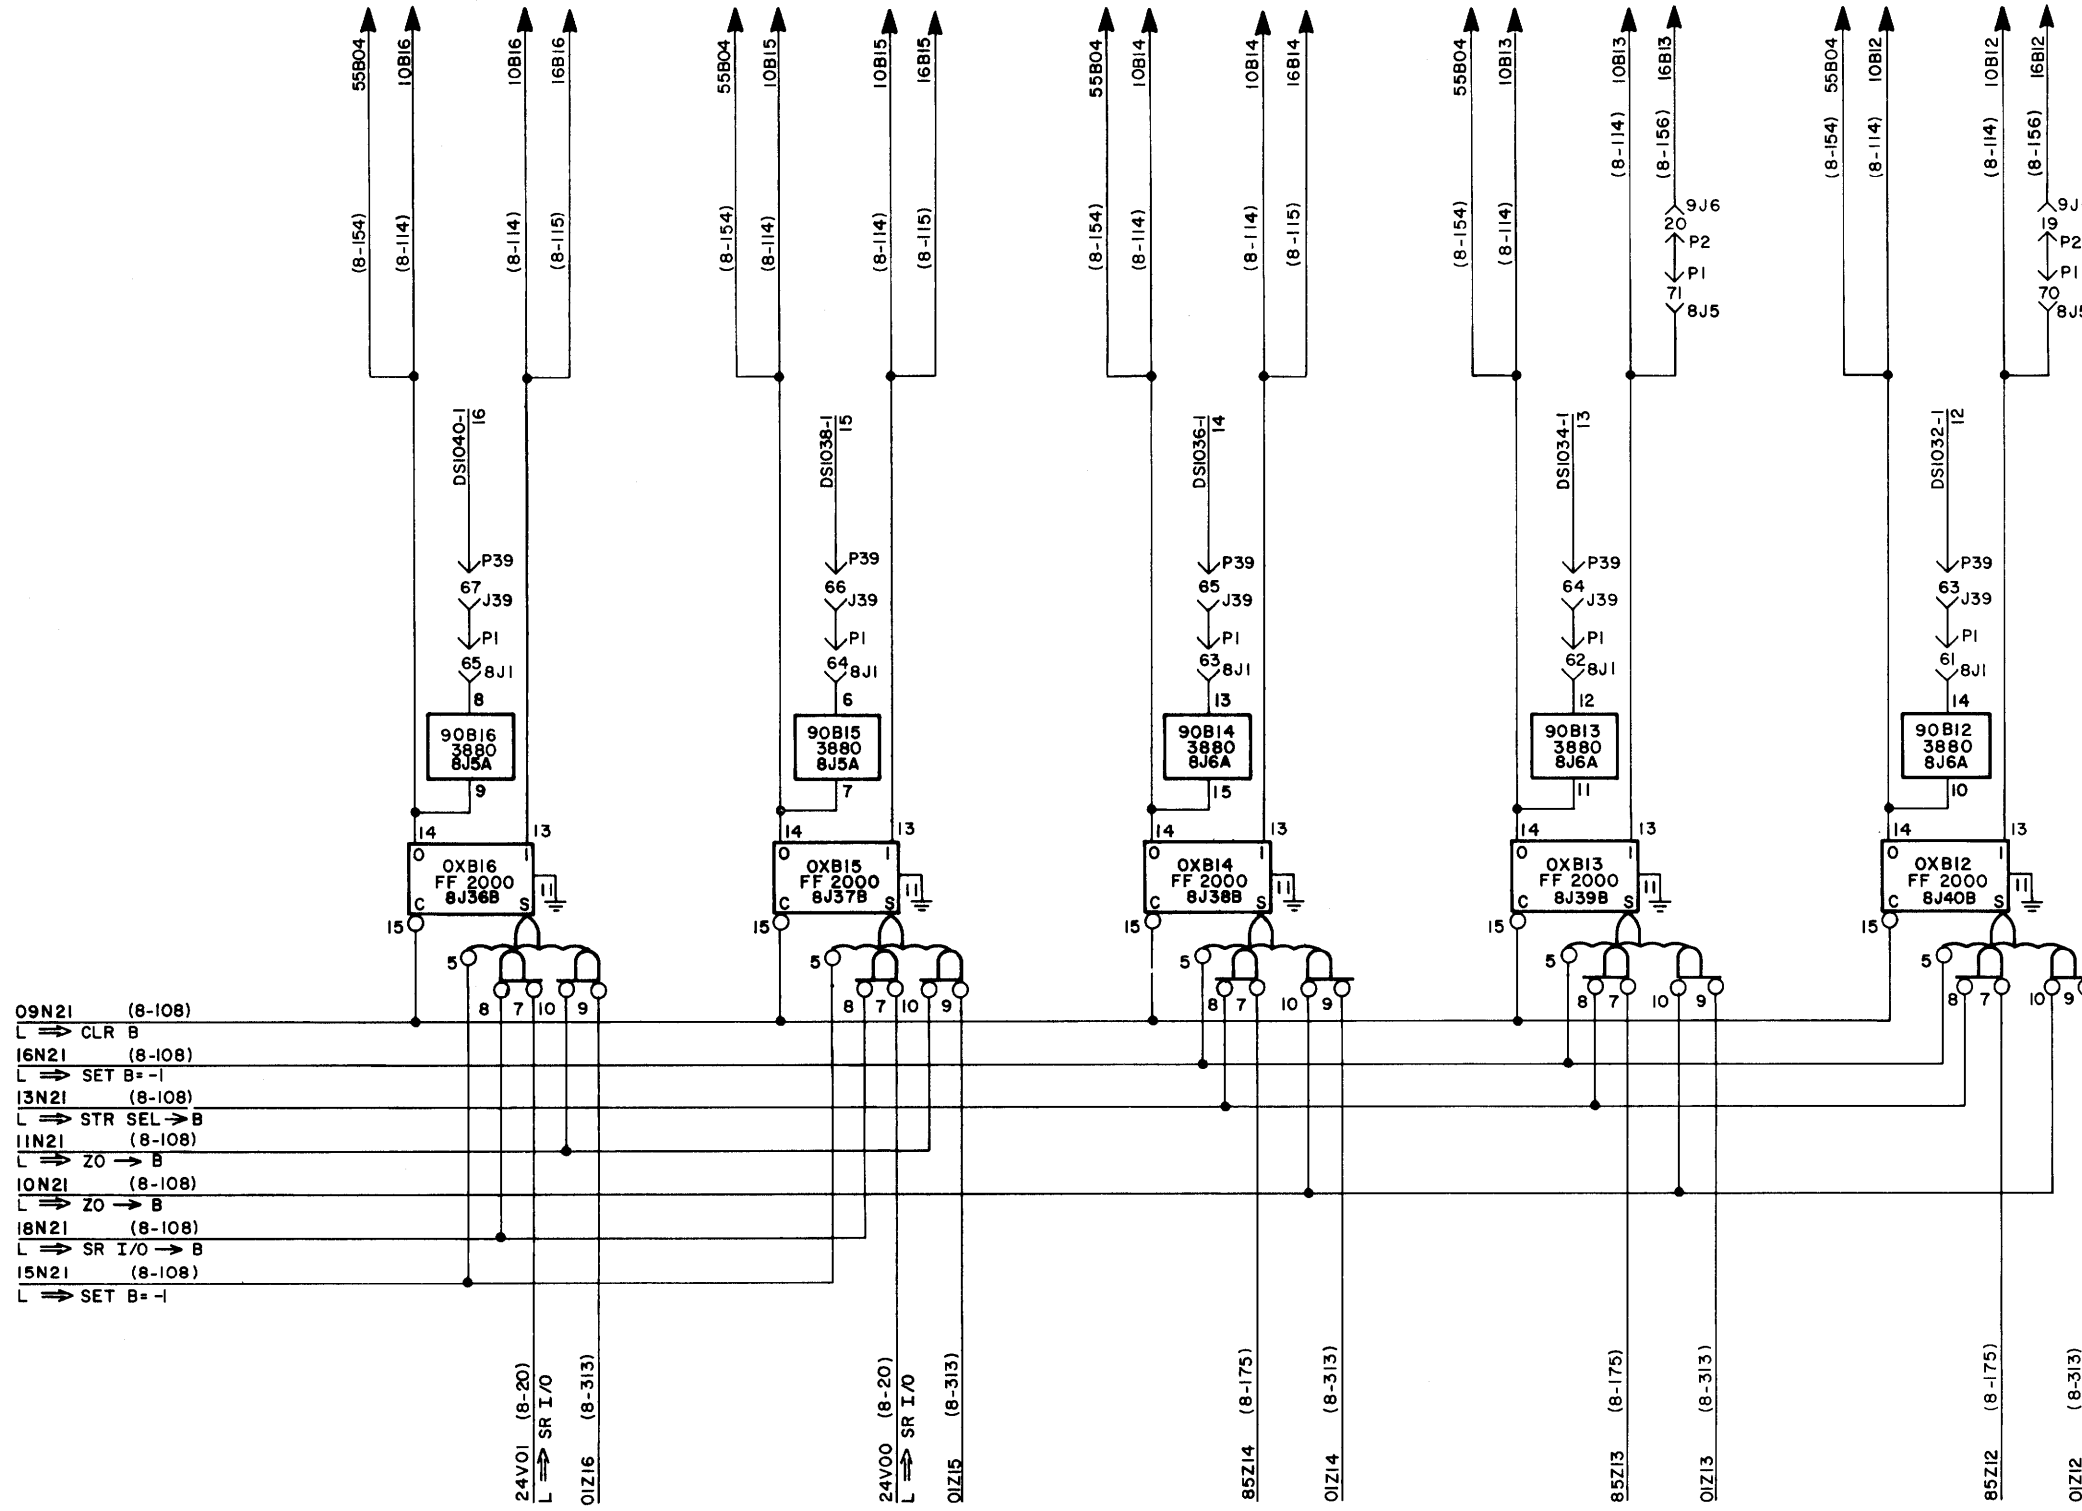 55B04 10B16 10B16 16B16 55B04 10B15 10B15 16B15 55B04 10B14 10B14 16B14 55B04 10B13 10B13 16B13 55B04 10B12 10B12 16B12
(8-154) (8-114) (8-114) (8-115) (8-154) (8-114) (8-114) (8-115) (8-154) (8-114) (8-114) (8-115) (8-154) (8-114) (8-114) (8-156) (8-154) (8-114) (8-114) (8-156)
9J6 9J
20 19
P2 P2
P1 P1
71 70
8J5 8J5
DS1040-1 DS1038-1 DS1036-1 DS1034-1 DS1032-1
16 15 14 13 12
P39 P39 P39 P39 P39
67 66 65 64 63
J39 J39 J39 J39 J39
P1 P1 P1 P1 P1
65 64 63 62 61
8J1 8J1 8J1 8J1 8J1
8 6 13 12 14
90B16 90B15 90B14 90B13 90B12
3880 3880 3880 3880 3880
8J5A 8J5A 8J6A 8J6A 8J6A
9 7 15 11 10
14 13 14 13 14 13 14 13 14 13
0 1 0 1 0 1 0 1 0 1
0XB16 0XB15 0XB14 0XB13 0XB12
FF 2000 FF 2000 FF 2000 FF 2000 FF 2000
11 11 11 11 11
8J36B 8J37B 8J38B 8J39B 8J40B
C S C S C S C S C S
15 15 15 15 15
5 5 5 5 5
8 7 10 9 8 7 10 9 8 7 10 9 8 7 10 9 8 7 10 9
09N21 (8-108)
L ⇒ CLR B
16N21 (8-108)
L ⇒ SET B=-1
13N21 (8-108)
L ⇒ STR SEL → B
11N21 (8-108)
L ⇒ ZO → B
10N21 (8-108)
L ⇒ ZO → B
18N21 (8-108)
L ⇒ SR I/O → B
15N21 (8-108)
L ⇒ SET B=-1
24V01 (8-20)
L ⇒ SR I/O
01Z16 (8-313)
24V00 (8-20)
L ⇒ SR I/O
01Z15 (8-313)
85Z14 (8-175)
01Z14 (8-313)
85Z13 (8-175)
01Z13 (8-313)
85Z12 (8-175)
01Z12 (8-313)